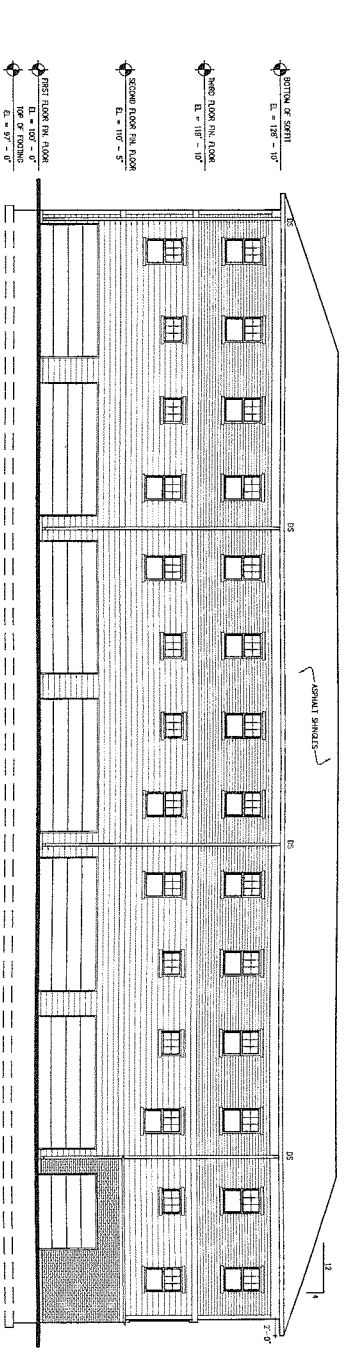 BOTTOM OF SOFFIT
EL = 126' - 10"
THIRD FLOOR FIN. FLOOR
EL = 118' - 10"
SECOND FLOOR FIN. FLOOR
EL = 110' - 5"
FIRST FLOOR FIN. FLOOR
EL = 100' - 0"
TOP OF FOOTING
EL = 97' - 0"
DS
DS
DS
DS
ASPHALT SHINGLES
12
4
2'-0"